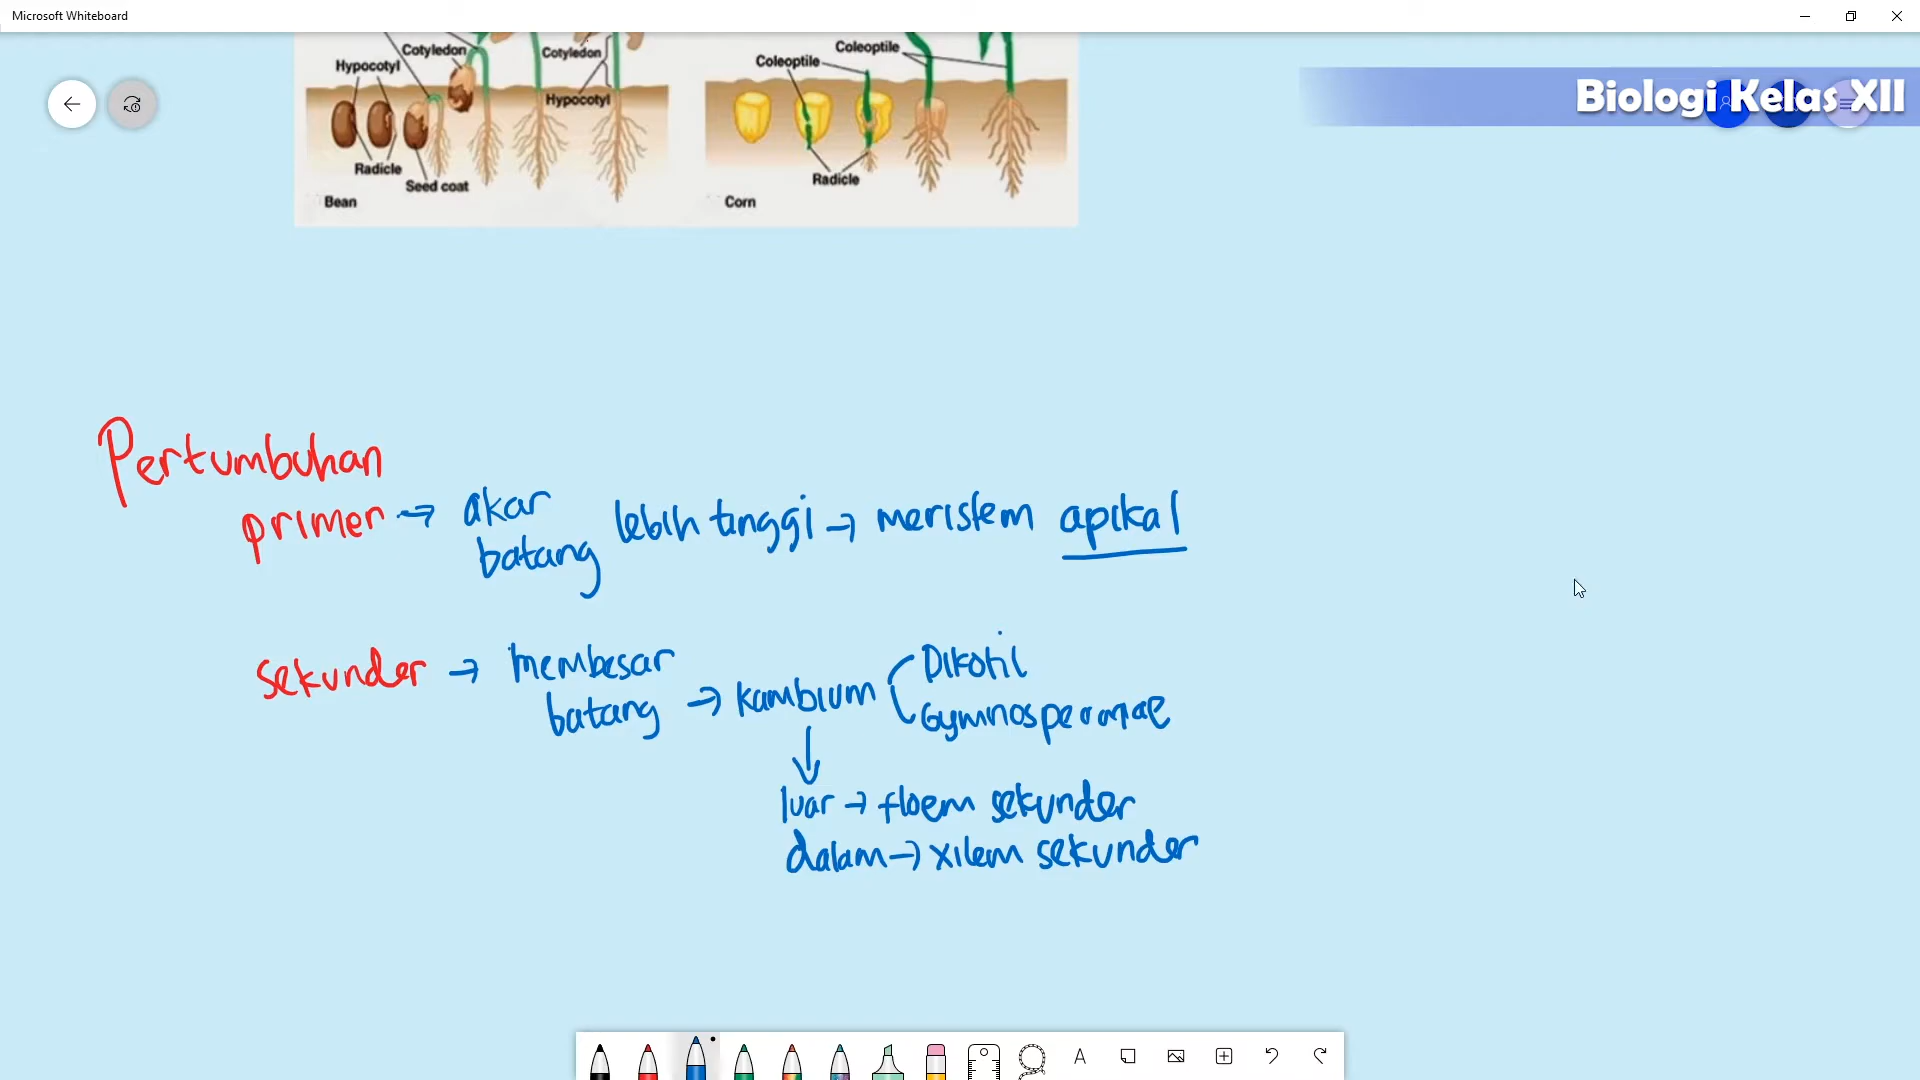 Microsoft Whiteboard
Cotyledon
Hypocotyl
Cotyledon
Hypocotyl
Radicle
Seed coat
Bean
Coleoptile
Coleoptile
Radicle
Corn
Biologi Kelas XII
Pertumbuhan
primer → akar batang lebih tinggi → meristem apikal
sekunder → membesar batang → kambium
Dikotil
Gymnospermae
luar → floem sekunder
dalam → xilem sekunder
A